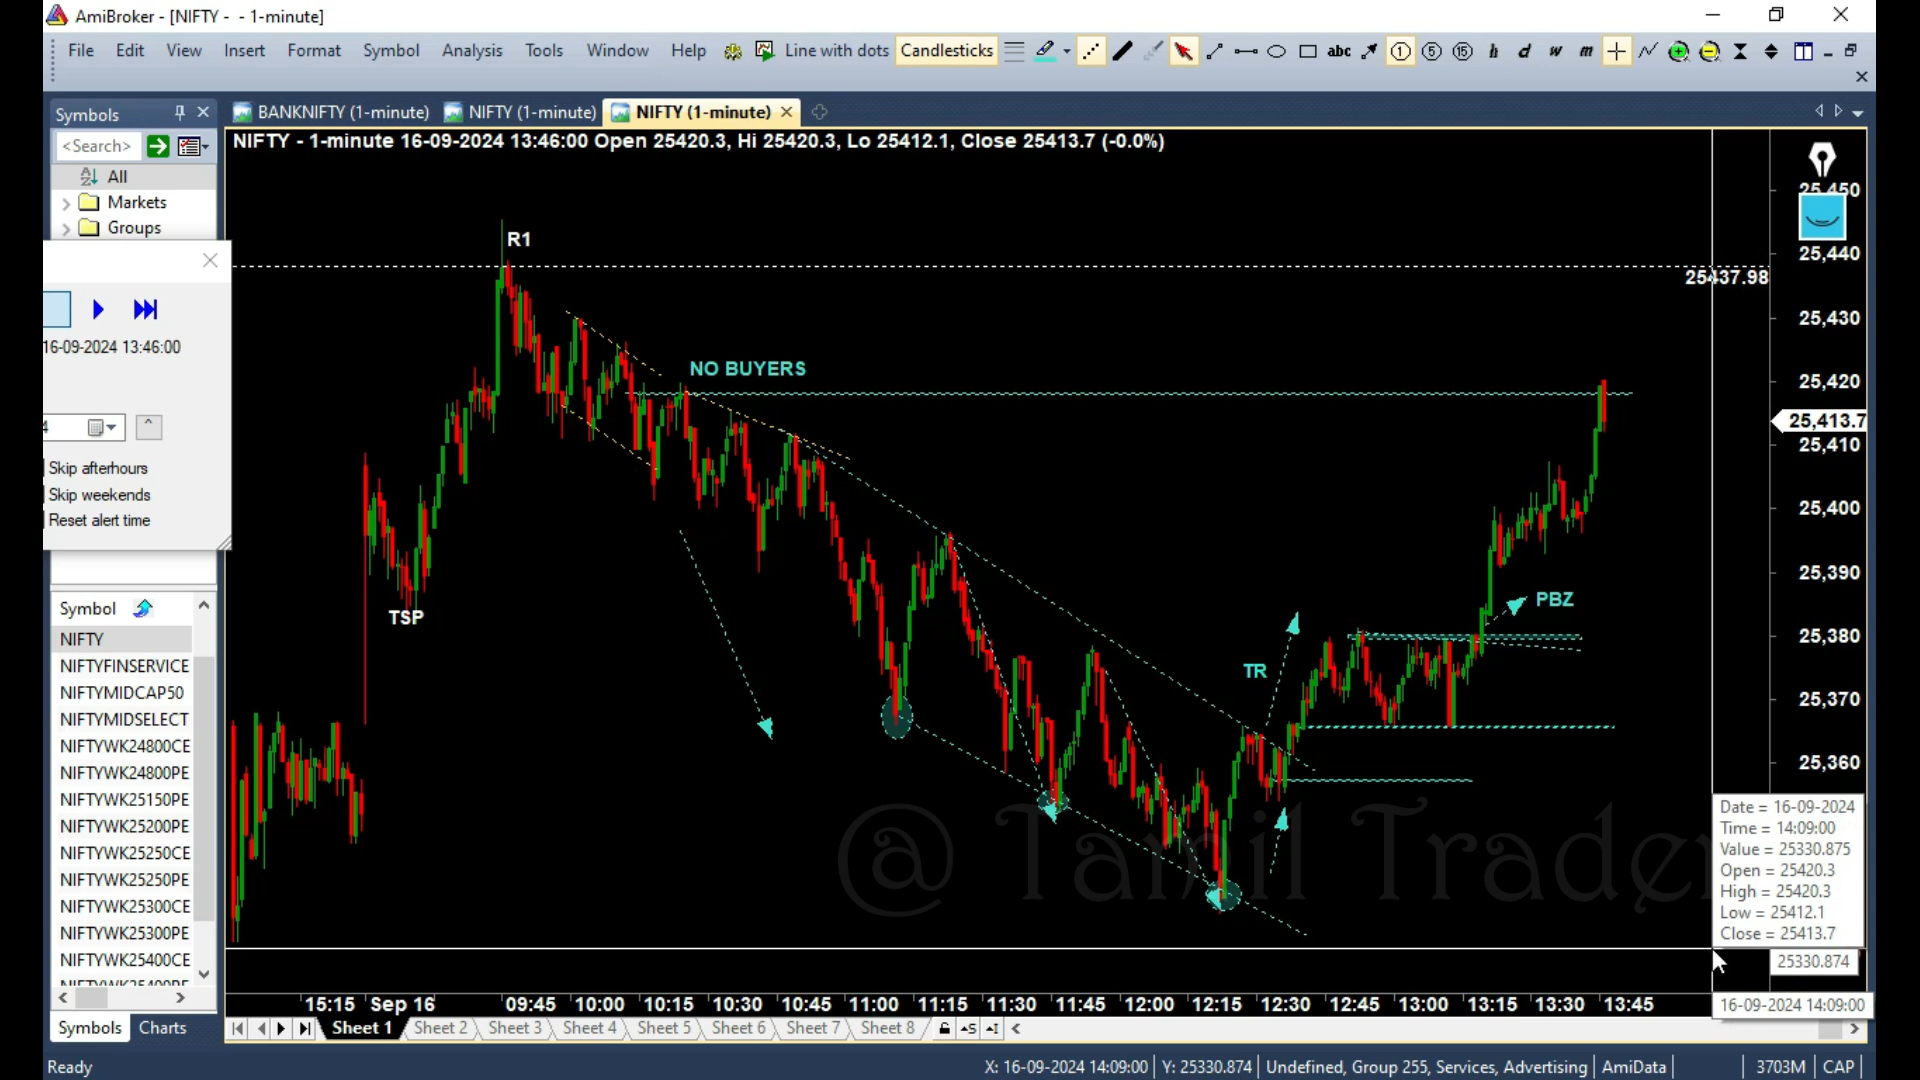 AmiBroker - [NIFTY - - 1-minute]
File Edit View Insert Format Symbol Analysis Tools Window Help Line with dots Candlesticks abc 1 5 15 h d w m
Symbols
BANKNIFTY (1-minute) NIFTY (1-minute) NIFTY (1-minute)
<Search>
NIFTY - 1-minute 16-09-2024 13:46:00 Open 25420.3, Hi 25420.3, Lo 25412.1, Close 25413.7 (-0.0%)
All
Markets
Groups
16-09-2024 13:46:00
4
Skip afterhours
Skip weekends
Reset alert time
Symbol
NIFTY
NIFTYFINSERVICE
NIFTYMIDCAP50
NIFTYMIDSELECT
NIFTYWK24800CE
NIFTYWK24800PE
NIFTYWK25150PE
NIFTYWK25200PE
NIFTYWK25250CE
NIFTYWK25250PE
NIFTYWK25300CE
NIFTYWK25300PE
NIFTYWK25400CE
NIFTYWK25400PE
Symbols Charts
R1
NO BUYERS
TSP
TR
PBZ
@ Tamil Trader
25437.98
25,450
25,440
25,430
25,420
25,413.7
25,410
25,400
25,390
25,380
25,370
25,360
Date = 16-09-2024
Time = 14:09:00
Value = 25330.875
Open = 25420.3
High = 25420.3
Low = 25412.1
Close = 25413.7
25330.874
15:15 Sep 16 09:45 10:00 10:15 10:30 10:45 11:00 11:15 11:30 11:45 12:00 12:15 12:30 12:45 13:00 13:15 13:30 13:45
16-09-2024 14:09:00
Sheet 1 Sheet 2 Sheet 3 Sheet 4 Sheet 5 Sheet 6 Sheet 7 Sheet 8
Ready
X: 16-09-2024 14:09:00 Y: 25330.874 Undefined, Group 255, Services, Advertising AmiData 3703M CAP